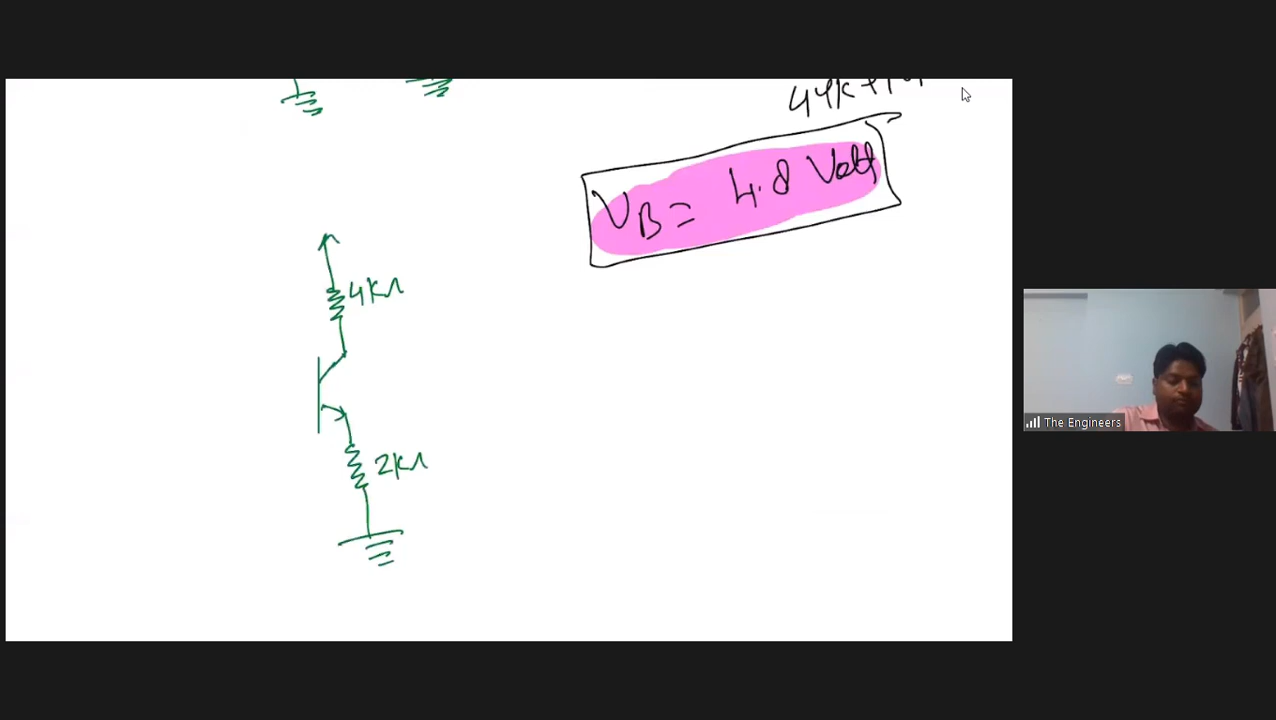 V_B = 4.8 Volt
4KΩ
2KΩ
The Engineers